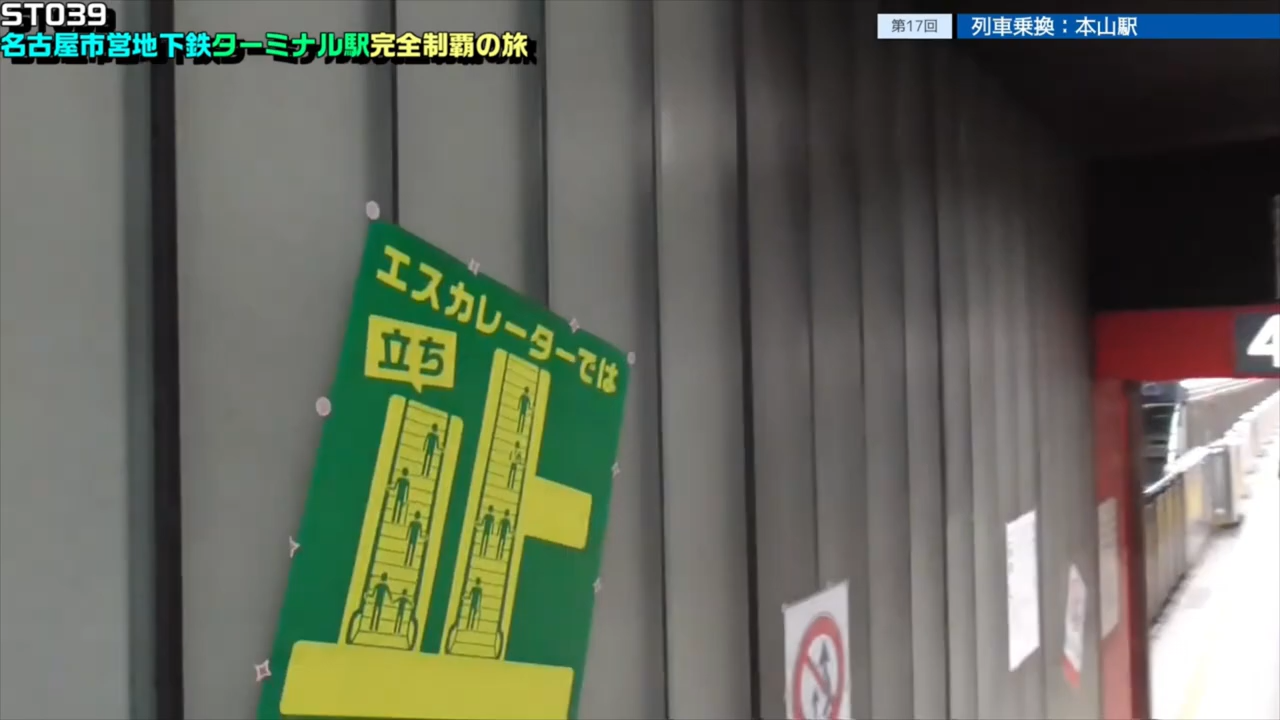 ST039
名古屋市営地下鉄ターミナル駅完全制覇の旅
第17回
列車乗換：本山駅
エスカレーターでは
立ち
止
4